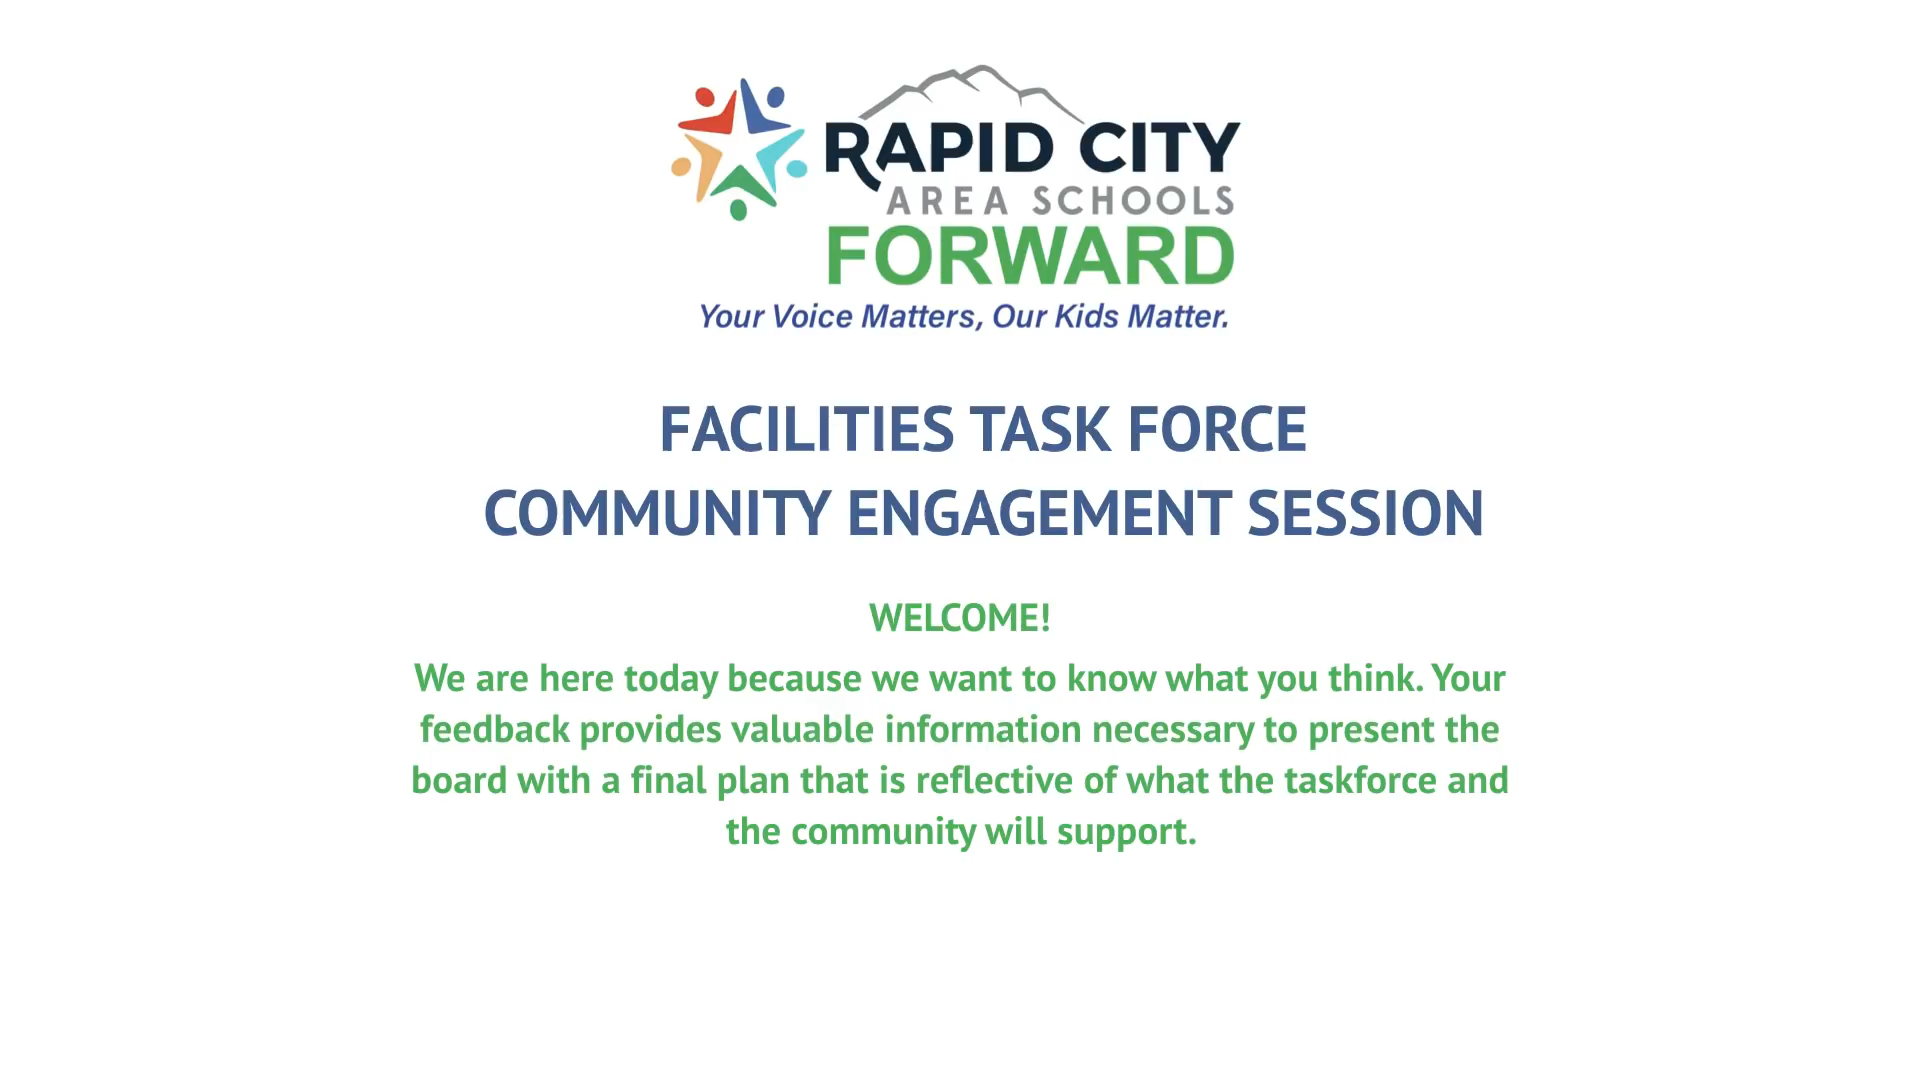 RAPID CITY
AREA SCHOOLS
FORWARD
Your Voice Matters, Our Kids Matter.
FACILITIES TASK FORCE
COMMUNITY ENGAGEMENT SESSION
WELCOME!
We are here today because we want to know what you think. Your
feedback provides valuable information necessary to present the
board with a final plan that is reflective of what the taskforce and
the community will support.